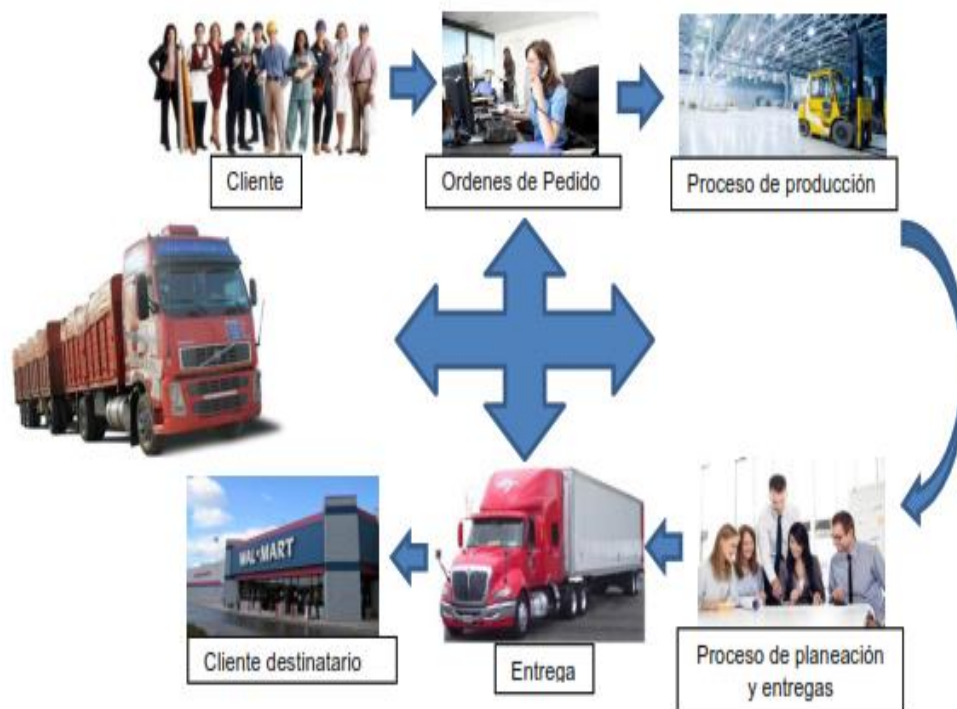 Cliente
Ordenes de Pedido
Proceso de producción
WAL★MART
Cliente destinatario
Entrega
Proceso de planeación
y entregas